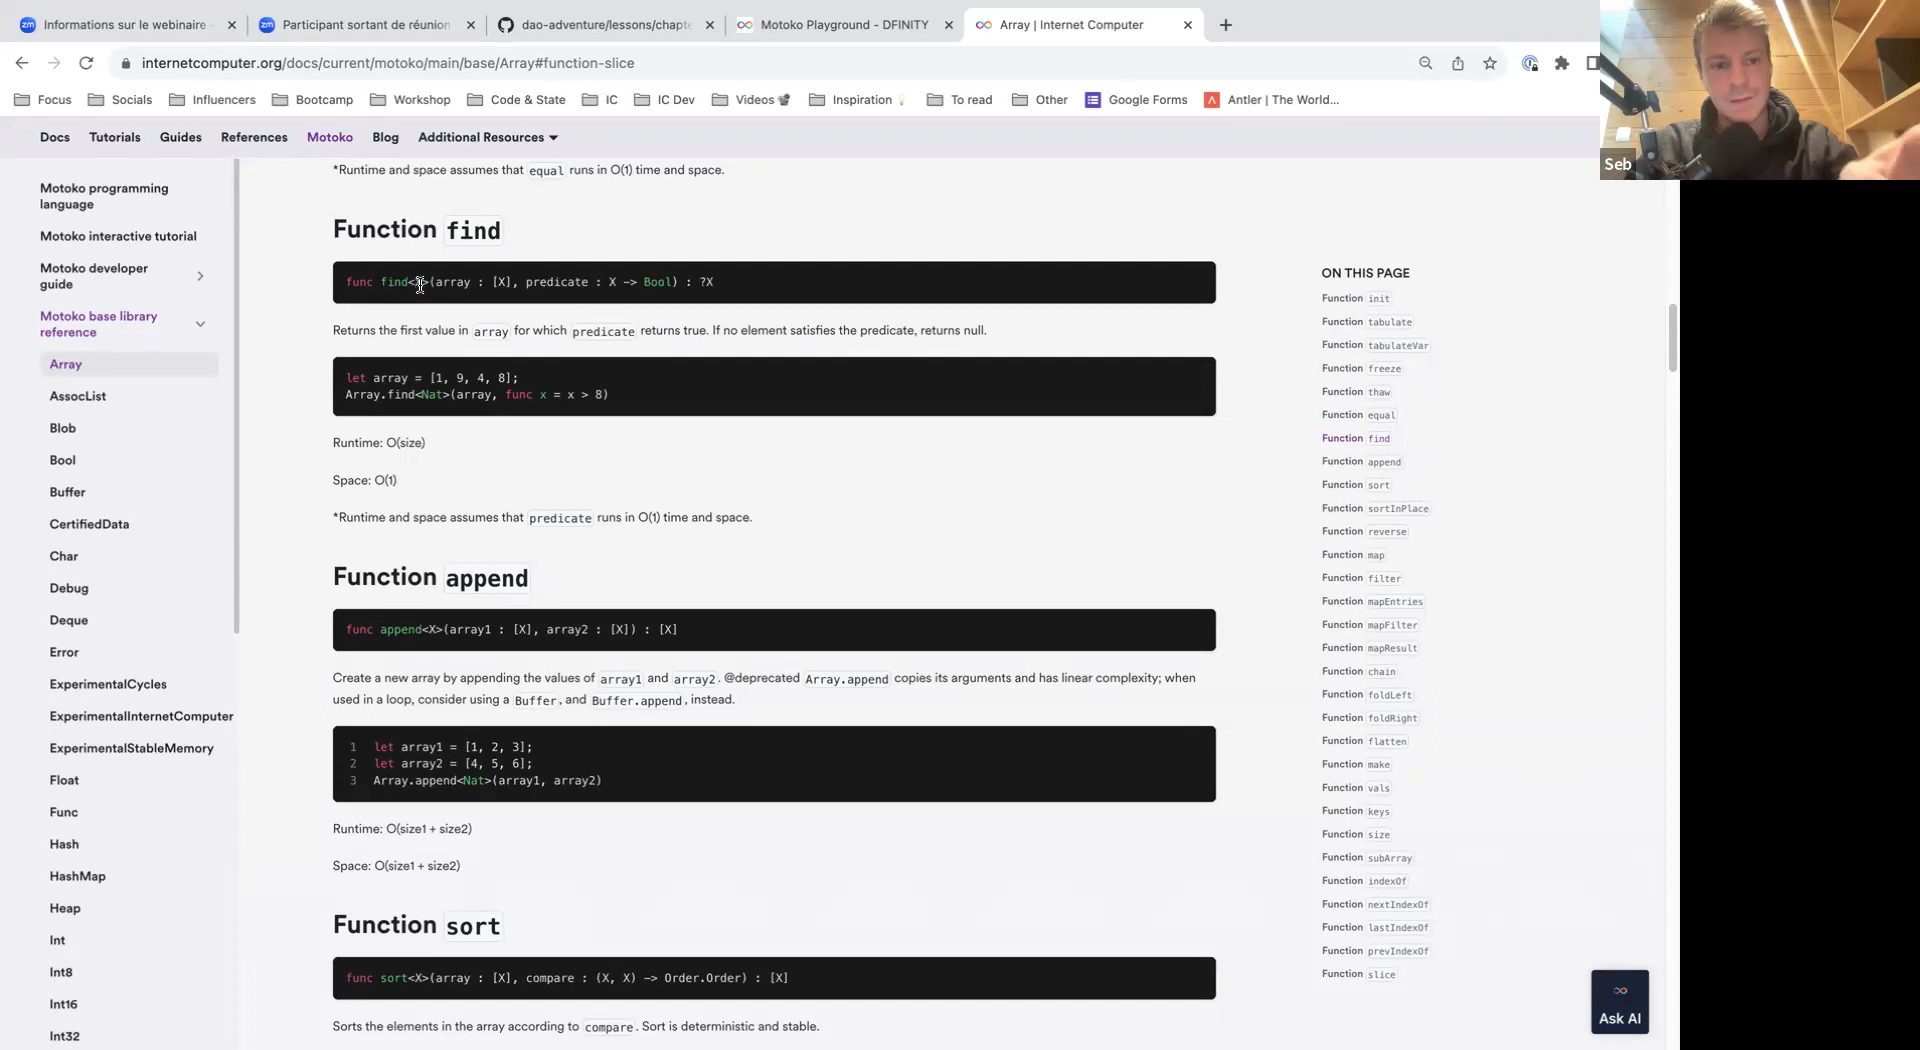 Informations sur le webinaire -
Participant sortant de réunion
dao-adventure/lessons/chapte
Motoko Playground - DFINITY
Array | Internet Computer
internetcomputer.org/docs/current/motoko/main/base/Array#function-slice
Focus
Socials
Influencers
Bootcamp
Workshop
Code & State
IC
IC Dev
Videos
Inspiration
To read
Other
Google Forms
Antler | The World...
Seb
Docs
Tutorials
Guides
References
Motoko
Blog
Additional Resources
Motoko programming
language
Motoko interactive tutorial
Motoko developer
guide
Motoko base library
reference
Array
AssocList
Blob
Bool
Buffer
CertifiedData
Char
Debug
Deque
Error
ExperimentalCycles
ExperimentalInternetComputer
ExperimentalStableMemory
Float
Func
Hash
HashMap
Heap
Int
Int8
Int16
Int32
*Runtime and space assumes that equal runs in O(1) time and space.
Function find
func find<X>(array : [X], predicate : X -> Bool) : ?X
Returns the first value in array for which predicate returns true. If no element satisfies the predicate, returns null.
let array = [1, 9, 4, 8];
Array.find<Nat>(array, func x = x > 8)
Runtime: O(size)
Space: O(1)
*Runtime and space assumes that predicate runs in O(1) time and space.
Function append
func append<X>(array1 : [X], array2 : [X]) : [X]
Create a new array by appending the values of array1 and array2. @deprecated Array.append copies its arguments and has linear complexity; when
used in a loop, consider using a Buffer, and Buffer.append, instead.
1 let array1 = [1, 2, 3];
2 let array2 = [4, 5, 6];
3 Array.append<Nat>(array1, array2)
Runtime: O(size1 + size2)
Space: O(size1 + size2)
Function sort
func sort<X>(array : [X], compare : (X, X) -> Order.Order) : [X]
Sorts the elements in the array according to compare. Sort is deterministic and stable.
ON THIS PAGE
Function init
Function tabulate
Function tabulateVar
Function freeze
Function thaw
Function equal
Function find
Function append
Function sort
Function sortInPlace
Function reverse
Function map
Function filter
Function mapEntries
Function mapFilter
Function mapResult
Function chain
Function foldLeft
Function foldRight
Function flatten
Function make
Function vals
Function keys
Function size
Function subArray
Function indexOf
Function nextIndexOf
Function lastIndexOf
Function prevIndexOf
Function slice
Ask AI